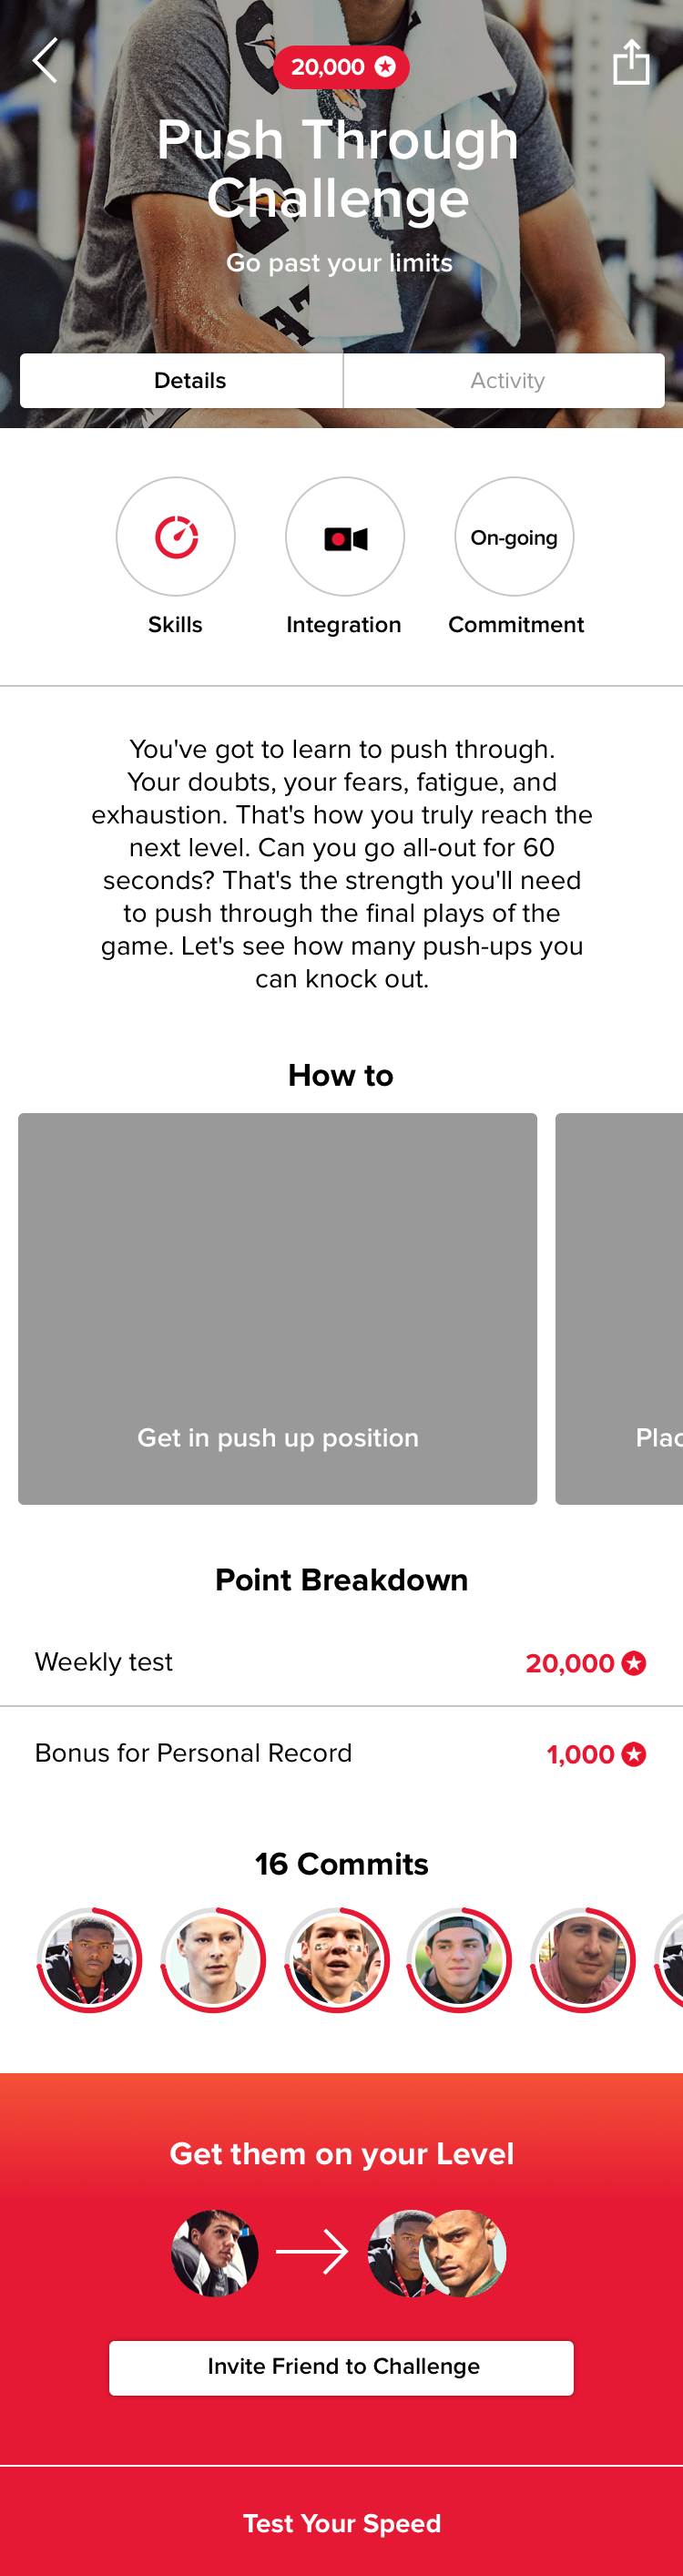 20,000
Push Through
Challenge
Go past your limits
Details
Activity
On-going
Skills
Integration
Commitment
You've got to learn to push through.
Your doubts, your fears, fatigue, and
exhaustion. That's how you truly reach the
next level. Can you go all-out for 60
seconds? That's the strength you'll need
to push through the final plays of the
game. Let's see how many push-ups you
can knock out.
How to
Get in push up position
Point Breakdown
Weekly test
20,000
Bonus for Personal Record
1,000
16 Commits
Get them on your Level
Invite Friend to Challenge
Test Your Speed